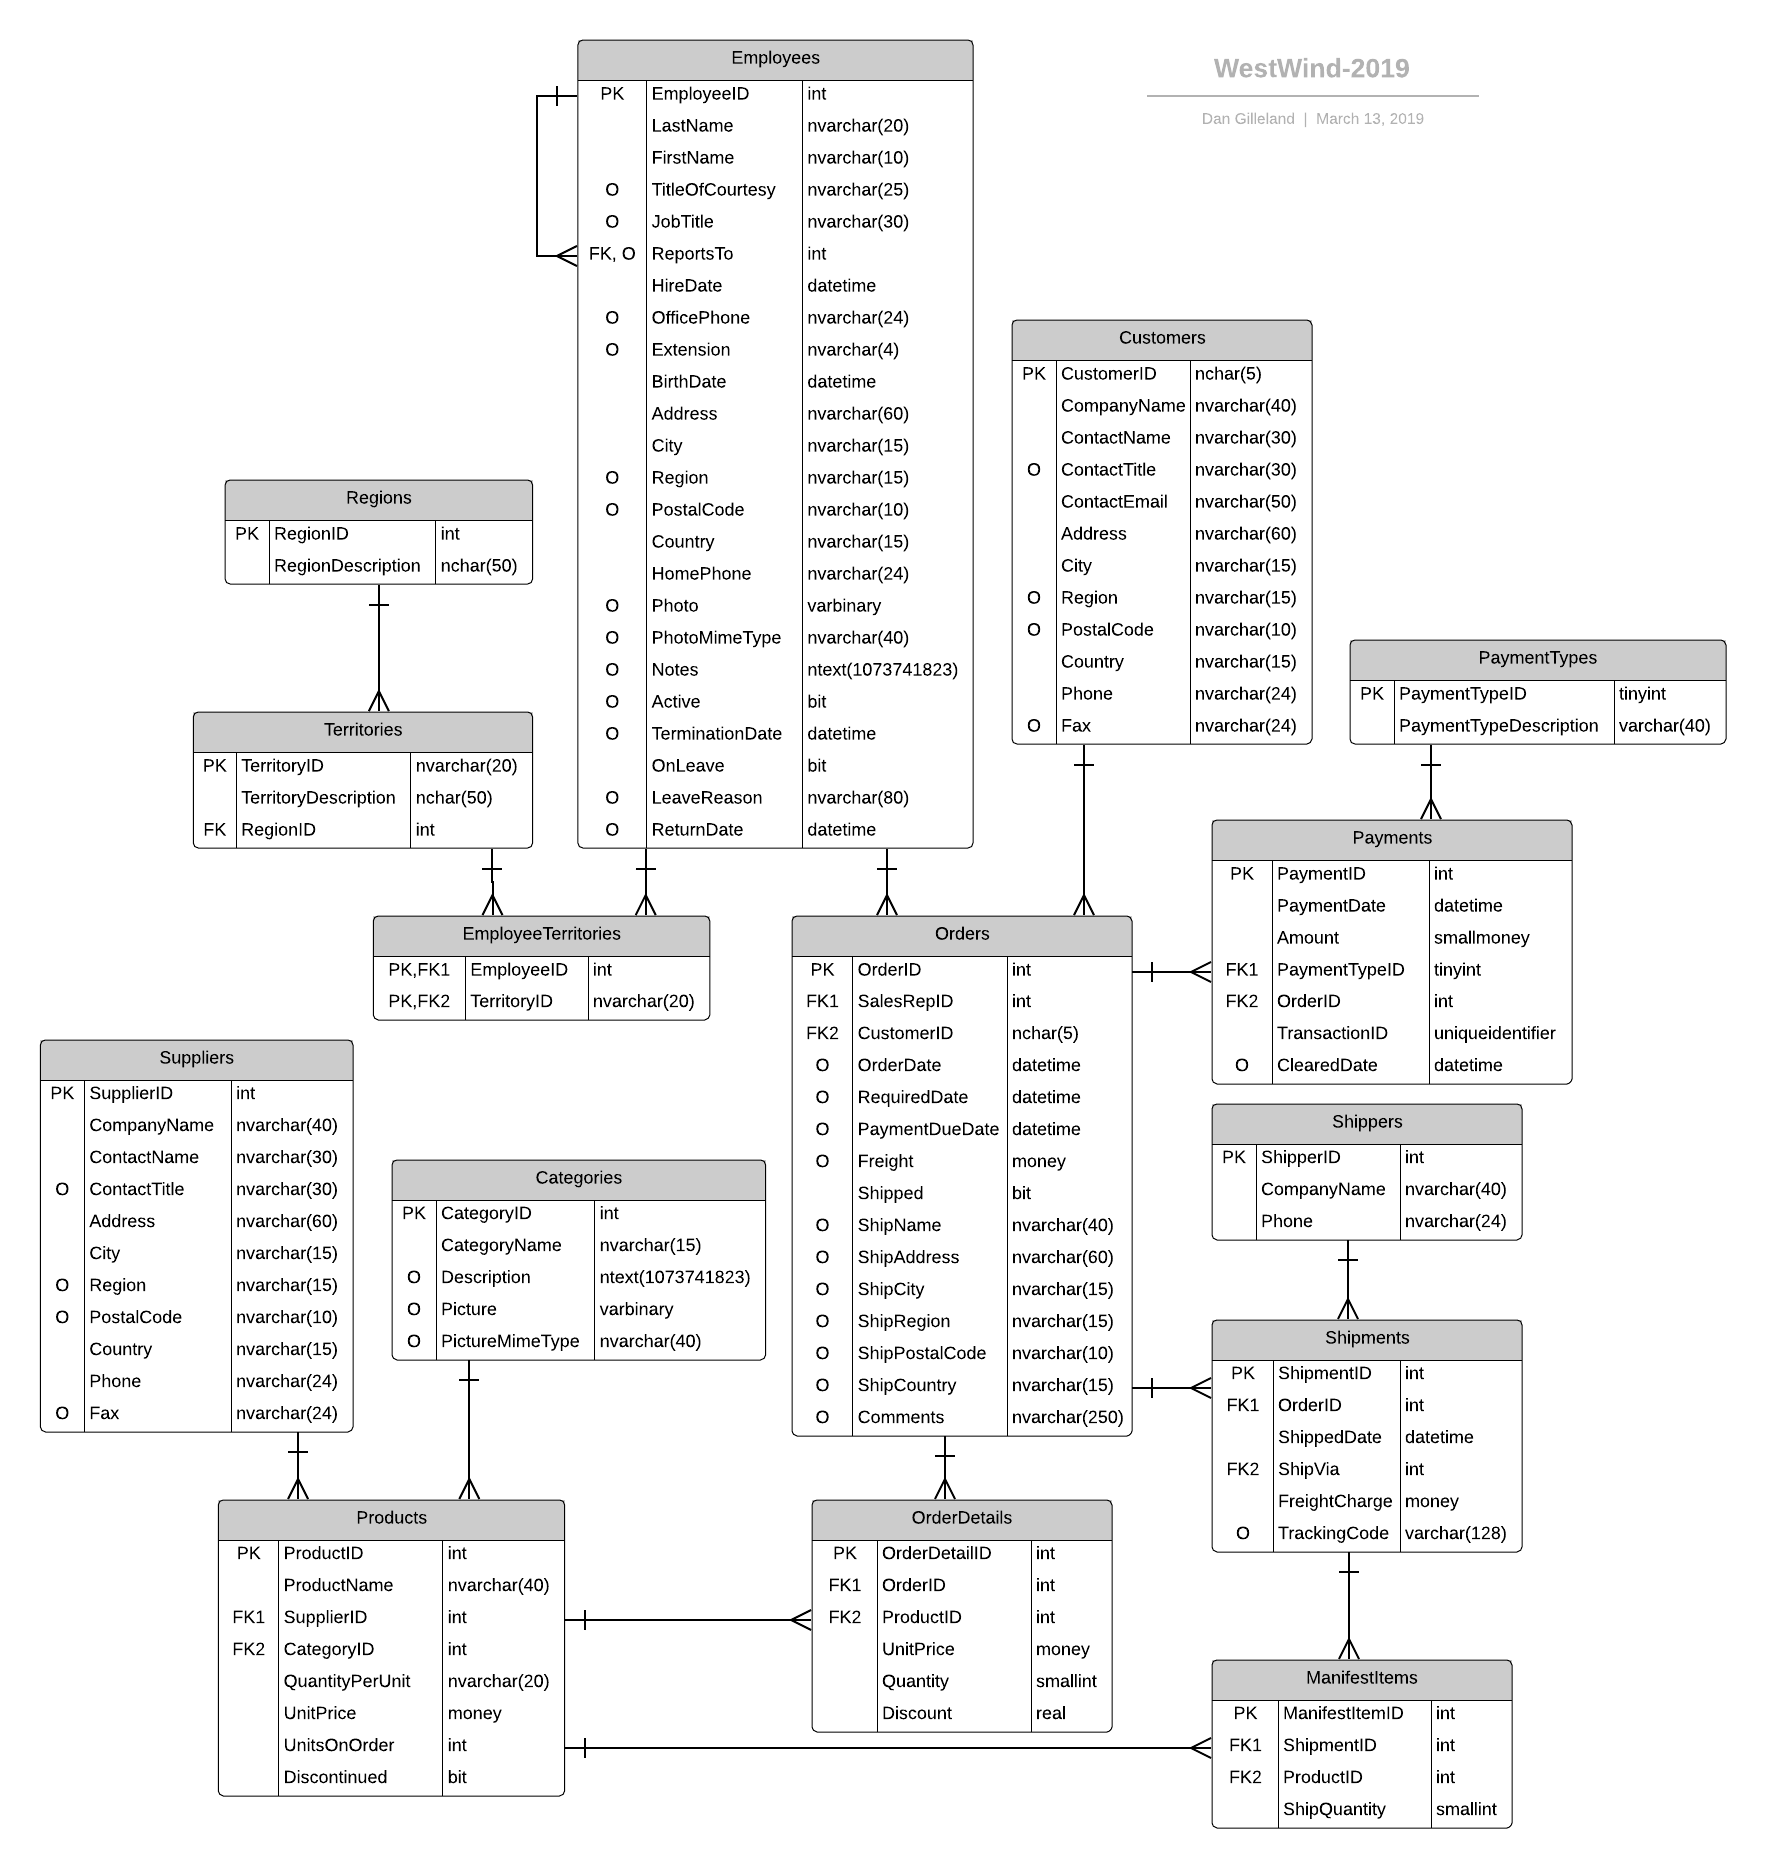 WestWind-2019
Dan Gilleland | March 13, 2019
Employees
PK EmployeeID int
LastName nvarchar(20)
FirstName nvarchar(10)
O TitleOfCourtesy nvarchar(25)
O JobTitle nvarchar(30)
FK, O ReportsTo int
HireDate datetime
O OfficePhone nvarchar(24)
O Extension nvarchar(4)
BirthDate datetime
Address nvarchar(60)
City nvarchar(15)
O Region nvarchar(15)
O PostalCode nvarchar(10)
Country nvarchar(15)
HomePhone nvarchar(24)
O Photo varbinary
O PhotoMimeType nvarchar(40)
O Notes ntext(1073741823)
O Active bit
O TerminationDate datetime
OnLeave bit
O LeaveReason nvarchar(80)
O ReturnDate datetime
Customers
PK CustomerID nchar(5)
CompanyName nvarchar(40)
ContactName nvarchar(30)
O ContactTitle nvarchar(30)
ContactEmail nvarchar(50)
Address nvarchar(60)
City nvarchar(15)
O Region nvarchar(15)
O PostalCode nvarchar(10)
Country nvarchar(15)
Phone nvarchar(24)
O Fax nvarchar(24)
Regions
PK RegionID int
RegionDescription nchar(50)
PaymentTypes
PK PaymentTypeID tinyint
PaymentTypeDescription varchar(40)
Territories
PK TerritoryID nvarchar(20)
TerritoryDescription nchar(50)
FK RegionID int
Payments
PK PaymentID int
PaymentDate datetime
Amount smallmoney
FK1 PaymentTypeID tinyint
FK2 OrderID int
TransactionID uniqueidentifier
O ClearedDate datetime
EmployeeTerritories
PK,FK1 EmployeeID int
PK,FK2 TerritoryID nvarchar(20)
Orders
PK OrderID int
FK1 SalesRepID int
FK2 CustomerID nchar(5)
O OrderDate datetime
O RequiredDate datetime
O PaymentDueDate datetime
O Freight money
Shipped bit
O ShipName nvarchar(40)
O ShipAddress nvarchar(60)
O ShipCity nvarchar(15)
O ShipRegion nvarchar(15)
O ShipPostalCode nvarchar(10)
O ShipCountry nvarchar(15)
O Comments nvarchar(250)
Suppliers
PK SupplierID int
CompanyName nvarchar(40)
ContactName nvarchar(30)
O ContactTitle nvarchar(30)
Address nvarchar(60)
City nvarchar(15)
O Region nvarchar(15)
O PostalCode nvarchar(10)
Country nvarchar(15)
Phone nvarchar(24)
O Fax nvarchar(24)
Categories
PK CategoryID int
CategoryName nvarchar(15)
O Description ntext(1073741823)
O Picture varbinary
O PictureMimeType nvarchar(40)
Shippers
PK ShipperID int
CompanyName nvarchar(40)
Phone nvarchar(24)
Shipments
PK ShipmentID int
FK1 OrderID int
ShippedDate datetime
FK2 ShipVia int
FreightCharge money
O TrackingCode varchar(128)
Products
PK ProductID int
ProductName nvarchar(40)
FK1 SupplierID int
FK2 CategoryID int
QuantityPerUnit nvarchar(20)
UnitPrice money
UnitsOnOrder int
Discontinued bit
OrderDetails
PK OrderDetailID int
FK1 OrderID int
FK2 ProductID int
UnitPrice money
Quantity smallint
Discount real
ManifestItems
PK ManifestItemID int
FK1 ShipmentID int
FK2 ProductID int
ShipQuantity smallint